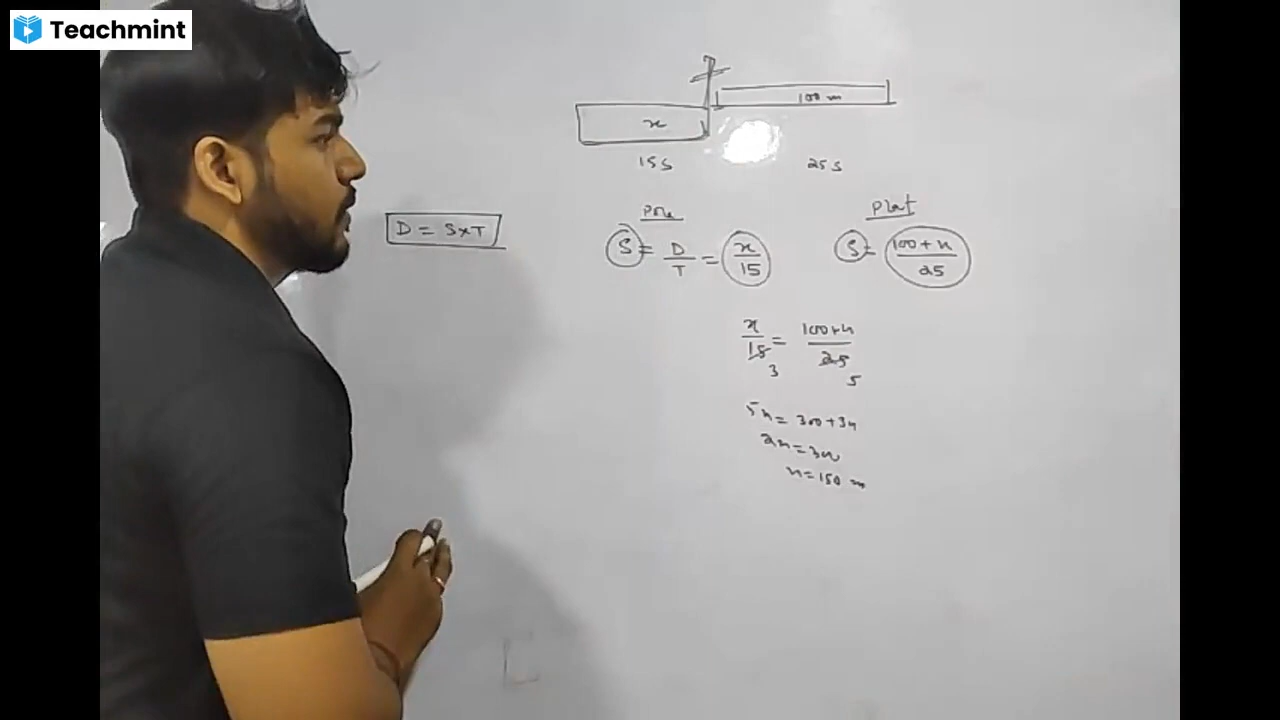 Teachmint
x
100 m
15s
25s
D = S×T
Pole
S = D/T = x/15
Plat
S = 100+x/25
x/15 = 100+x/25
3
5
5x = 300+3x
2x = 300
x = 150 m